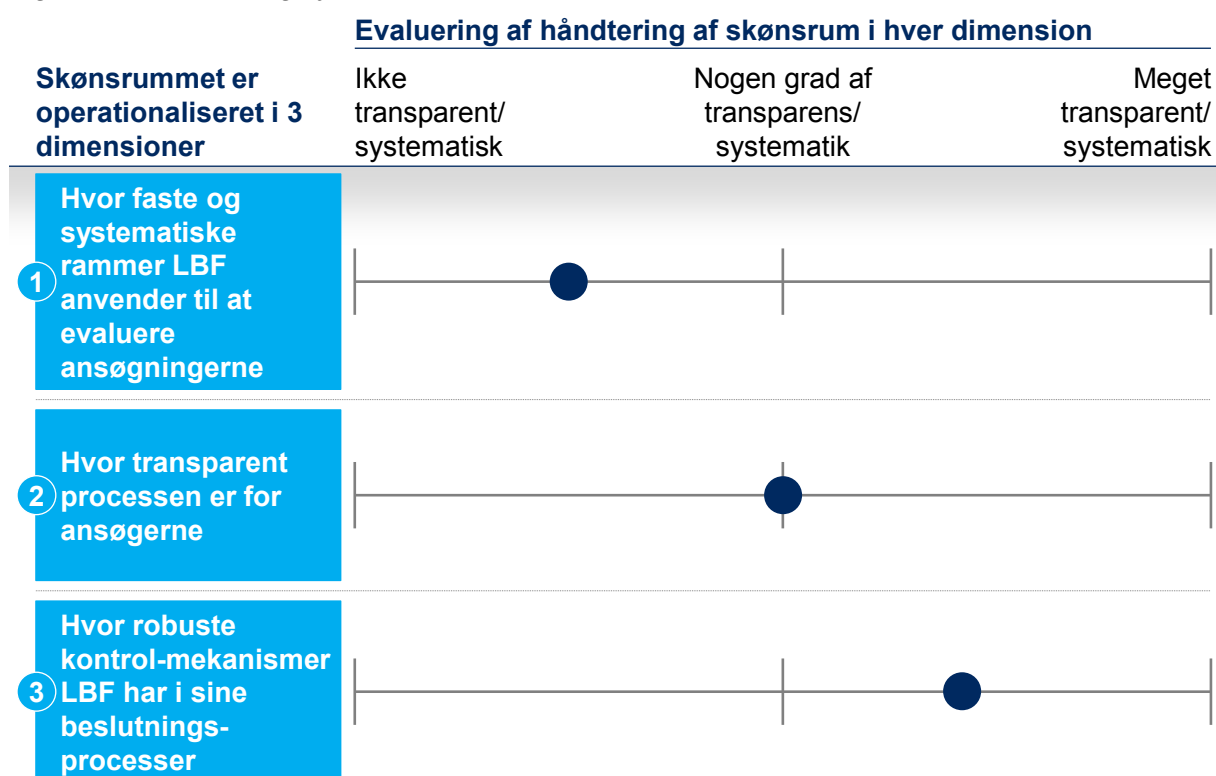 Evaluering af håndtering af skønsrum i hver dimension
Skønsrummet er
operationaliseret i 3
dimensioner
Ikke
transparent/
systematisk
Nogen grad af
transparens/
systematik
Meget
transparent/
systematisk
1
Hvor faste og
systematiske
rammer LBF
anvender til at
evaluere
ansøgningerne
2
Hvor transparent
processen er for
ansøgerne
3
Hvor robuste
kontrol-mekanismer
LBF har i sine
beslutnings-
processer